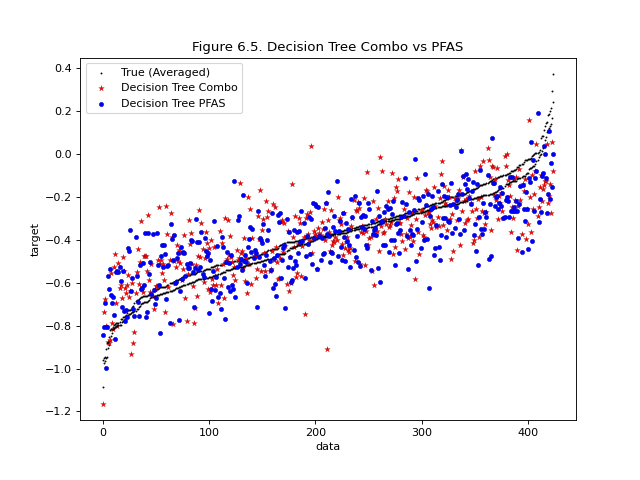 Figure 6.5. Decision Tree Combo vs PFAS
True (Averaged)
Decision Tree Combo
Decision Tree PFAS
0.4
0.2
0.0
−0.2
−0.4
−0.6
−0.8
−1.0
−1.2
target
0 100 200 300 400
data